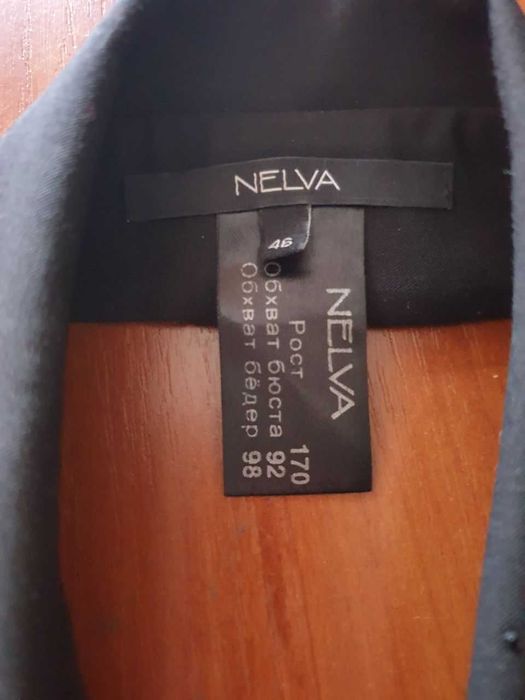 NELVA
46
NELVA
Рост 170
Обхват бюста 92
Обхват бёдер 98